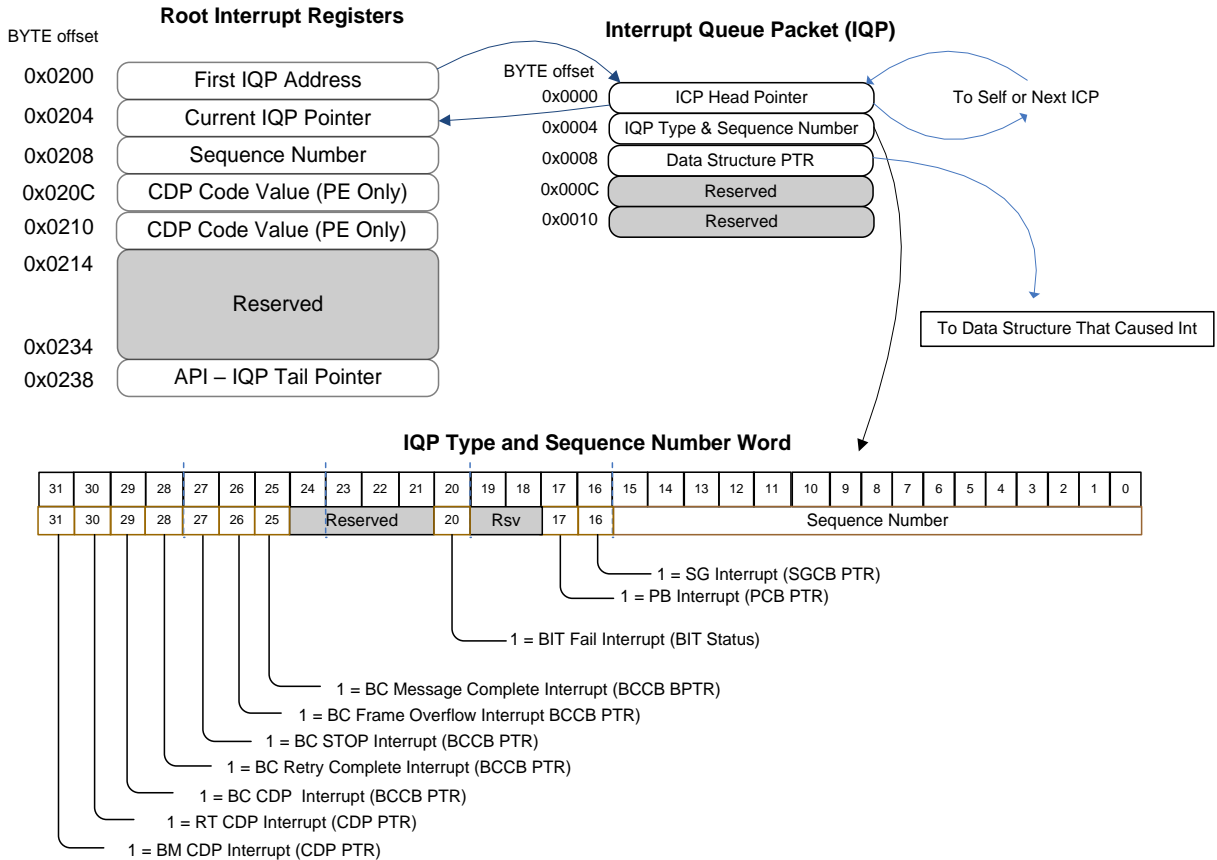 Root Interrupt Registers
BYTE offset
0x0200 First IQP Address
0x0204 Current IQP Pointer
0x0208 Sequence Number
0x020C CDP Code Value (PE Only)
0x0210 CDP Code Value (PE Only)
0x0214
Reserved
0x0234
0x0238 API – IQP Tail Pointer
Interrupt Queue Packet (IQP)
BYTE offset
0x0000 ICP Head Pointer
0x0004 IQP Type & Sequence Number
0x0008 Data Structure PTR
0x000C Reserved
0x0010 Reserved
To Self or Next ICP
To Data Structure That Caused Int
IQP Type and Sequence Number Word
31 30 29 28 27 26 25 24 23 22 21 20 19 18 17 16 15 14 13 12 11 10 9 8 7 6 5 4 3 2 1 0
31 30 29 28 27 26 25 Reserved 20 Rsv 17 16 Sequence Number
1 = SG Interrupt (SGCB PTR)
1 = PB Interrupt (PCB PTR)
1 = BIT Fail Interrupt (BIT Status)
1 = BC Message Complete Interrupt (BCCB BPTR)
1 = BC Frame Overflow Interrupt BCCB PTR)
1 = BC STOP Interrupt (BCCB PTR)
1 = BC Retry Complete Interrupt (BCCB PTR)
1 = BC CDP Interrupt (BCCB PTR)
1 = RT CDP Interrupt (CDP PTR)
1 = BM CDP Interrupt (CDP PTR)